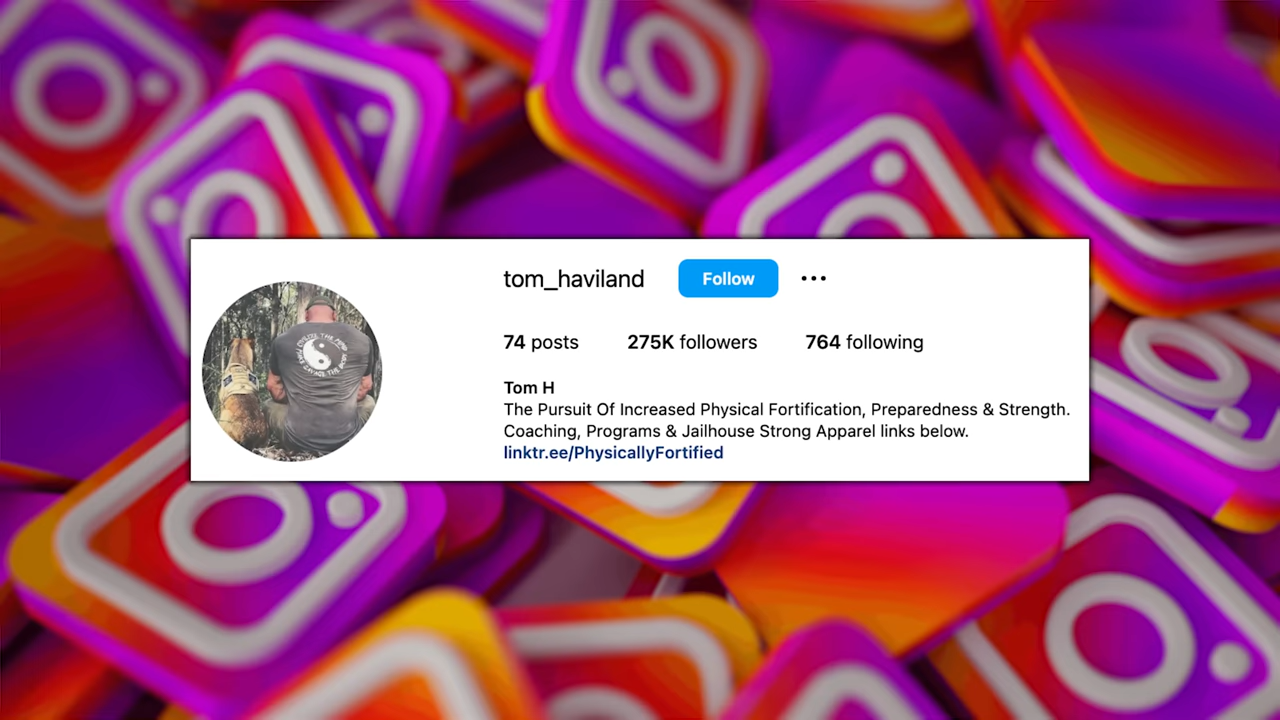 tom_haviland
Follow
74 posts 275K followers 764 following
Tom H
The Pursuit Of Increased Physical Fortification, Preparedness & Strength.
Coaching, Programs & Jailhouse Strong Apparel links below.
linktr.ee/PhysicallyFortified